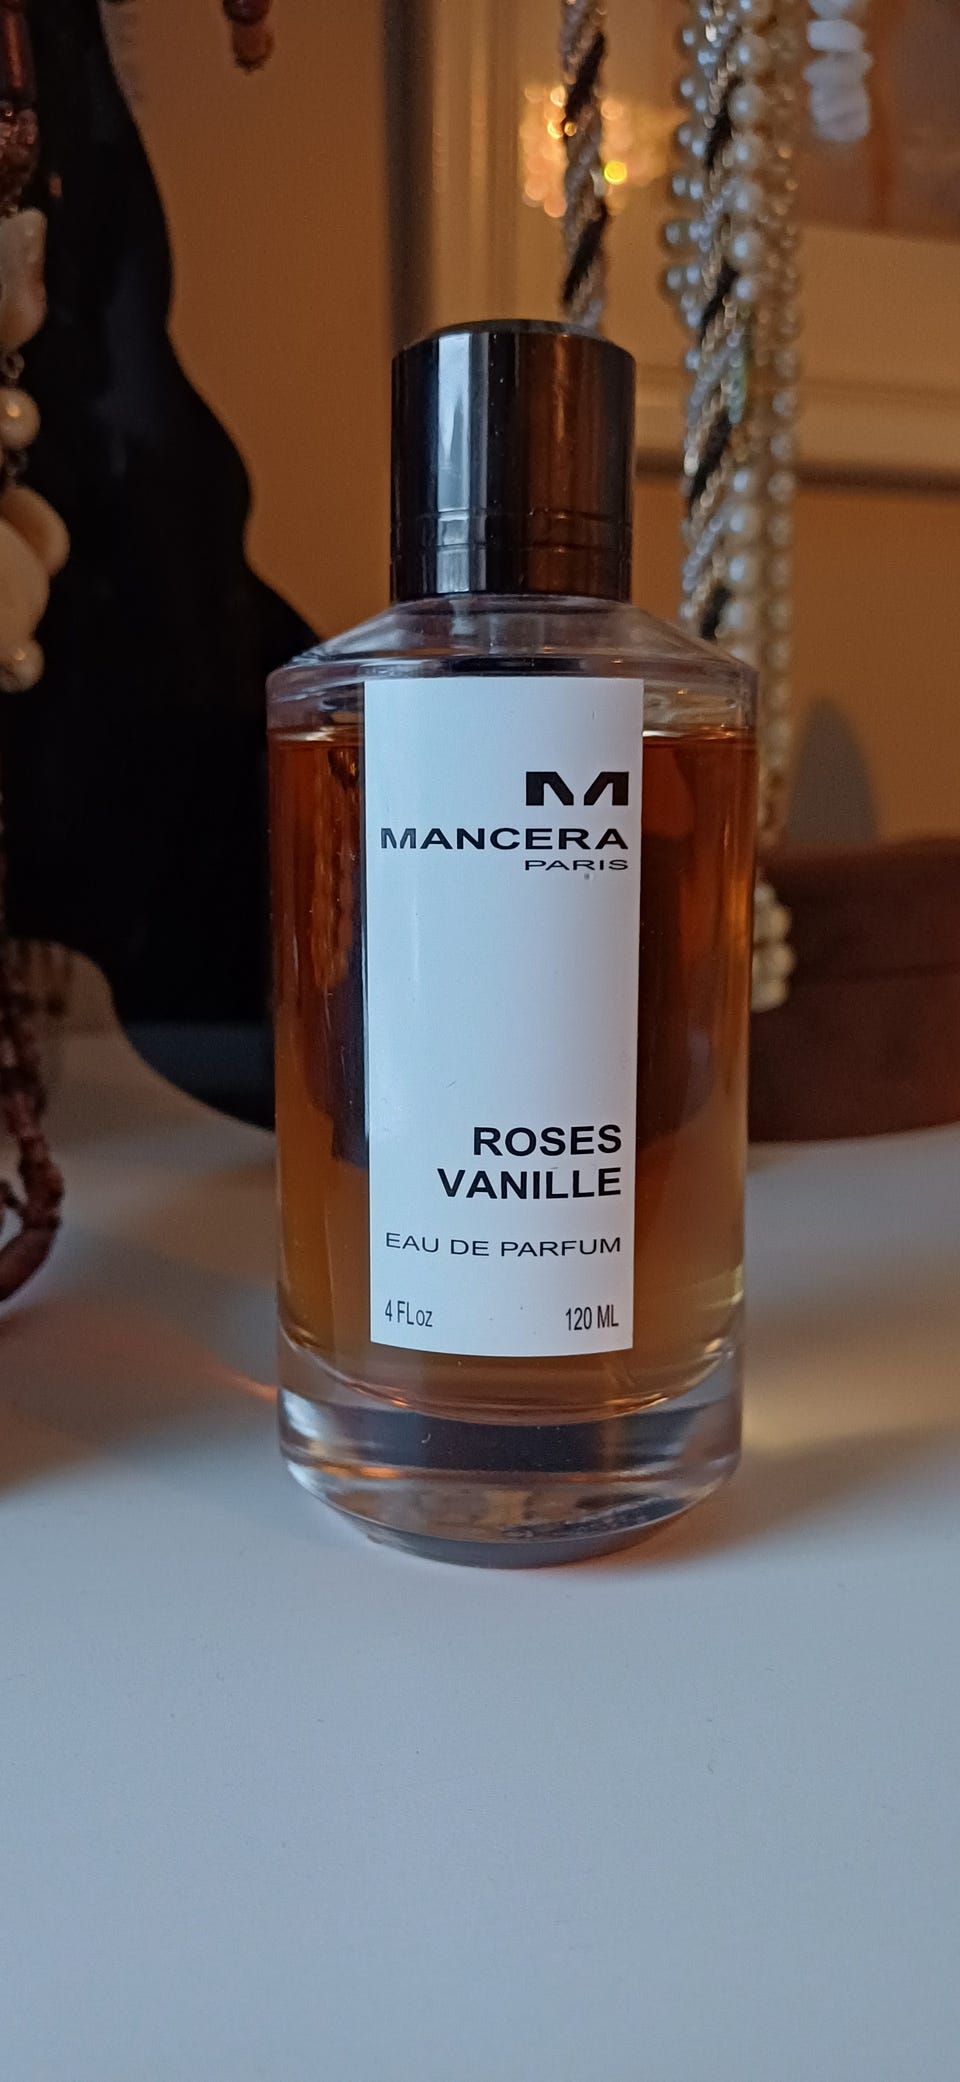 M
MANCERA
PARIS
ROSES
VANILLE
EAU DE PARFUM
4 FLoz 120 ML